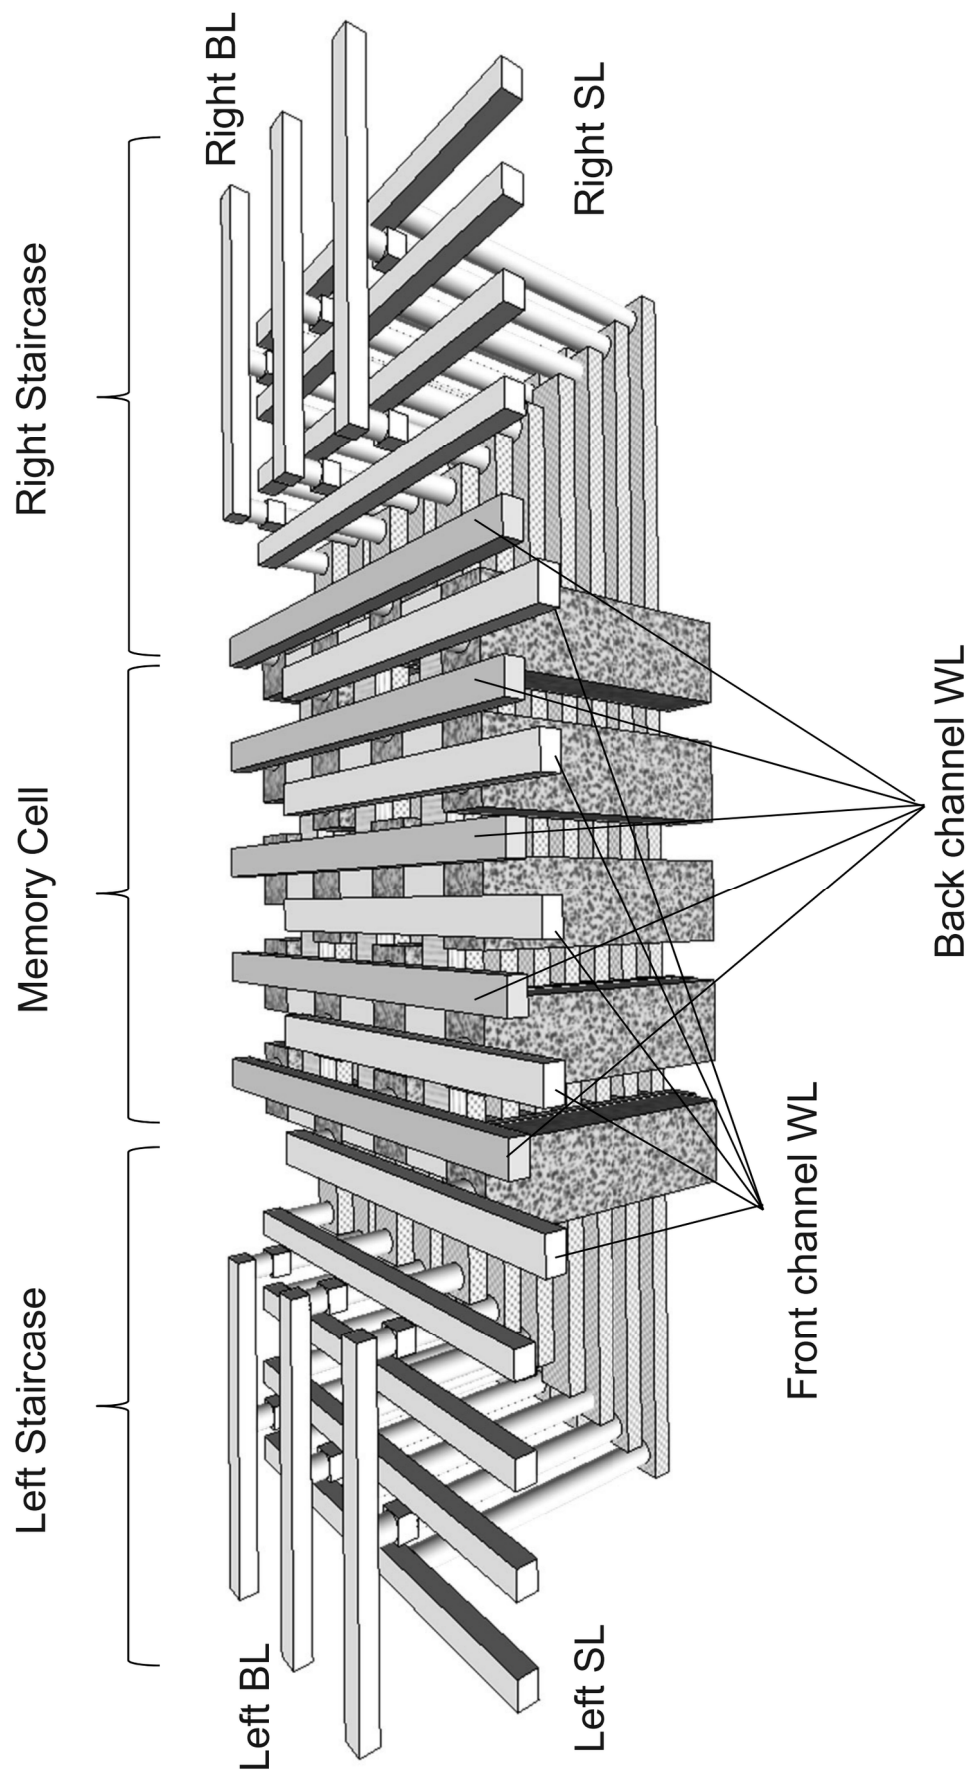 Left Staircase
Memory Cell
Right Staircase
Left BL
Right BL
Left SL
Right SL
Front channel WL
Back channel WL